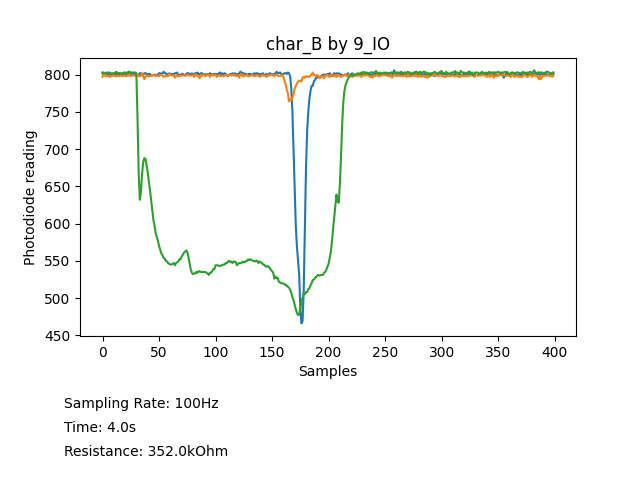 char_B by 9_IO
Photodiode reading
800
750
700
650
600
550
500
450
0 50 100 150 200 250 300 350 400
Samples
Sampling Rate: 100Hz
Time: 4.0s
Resistance: 352.0kOhm